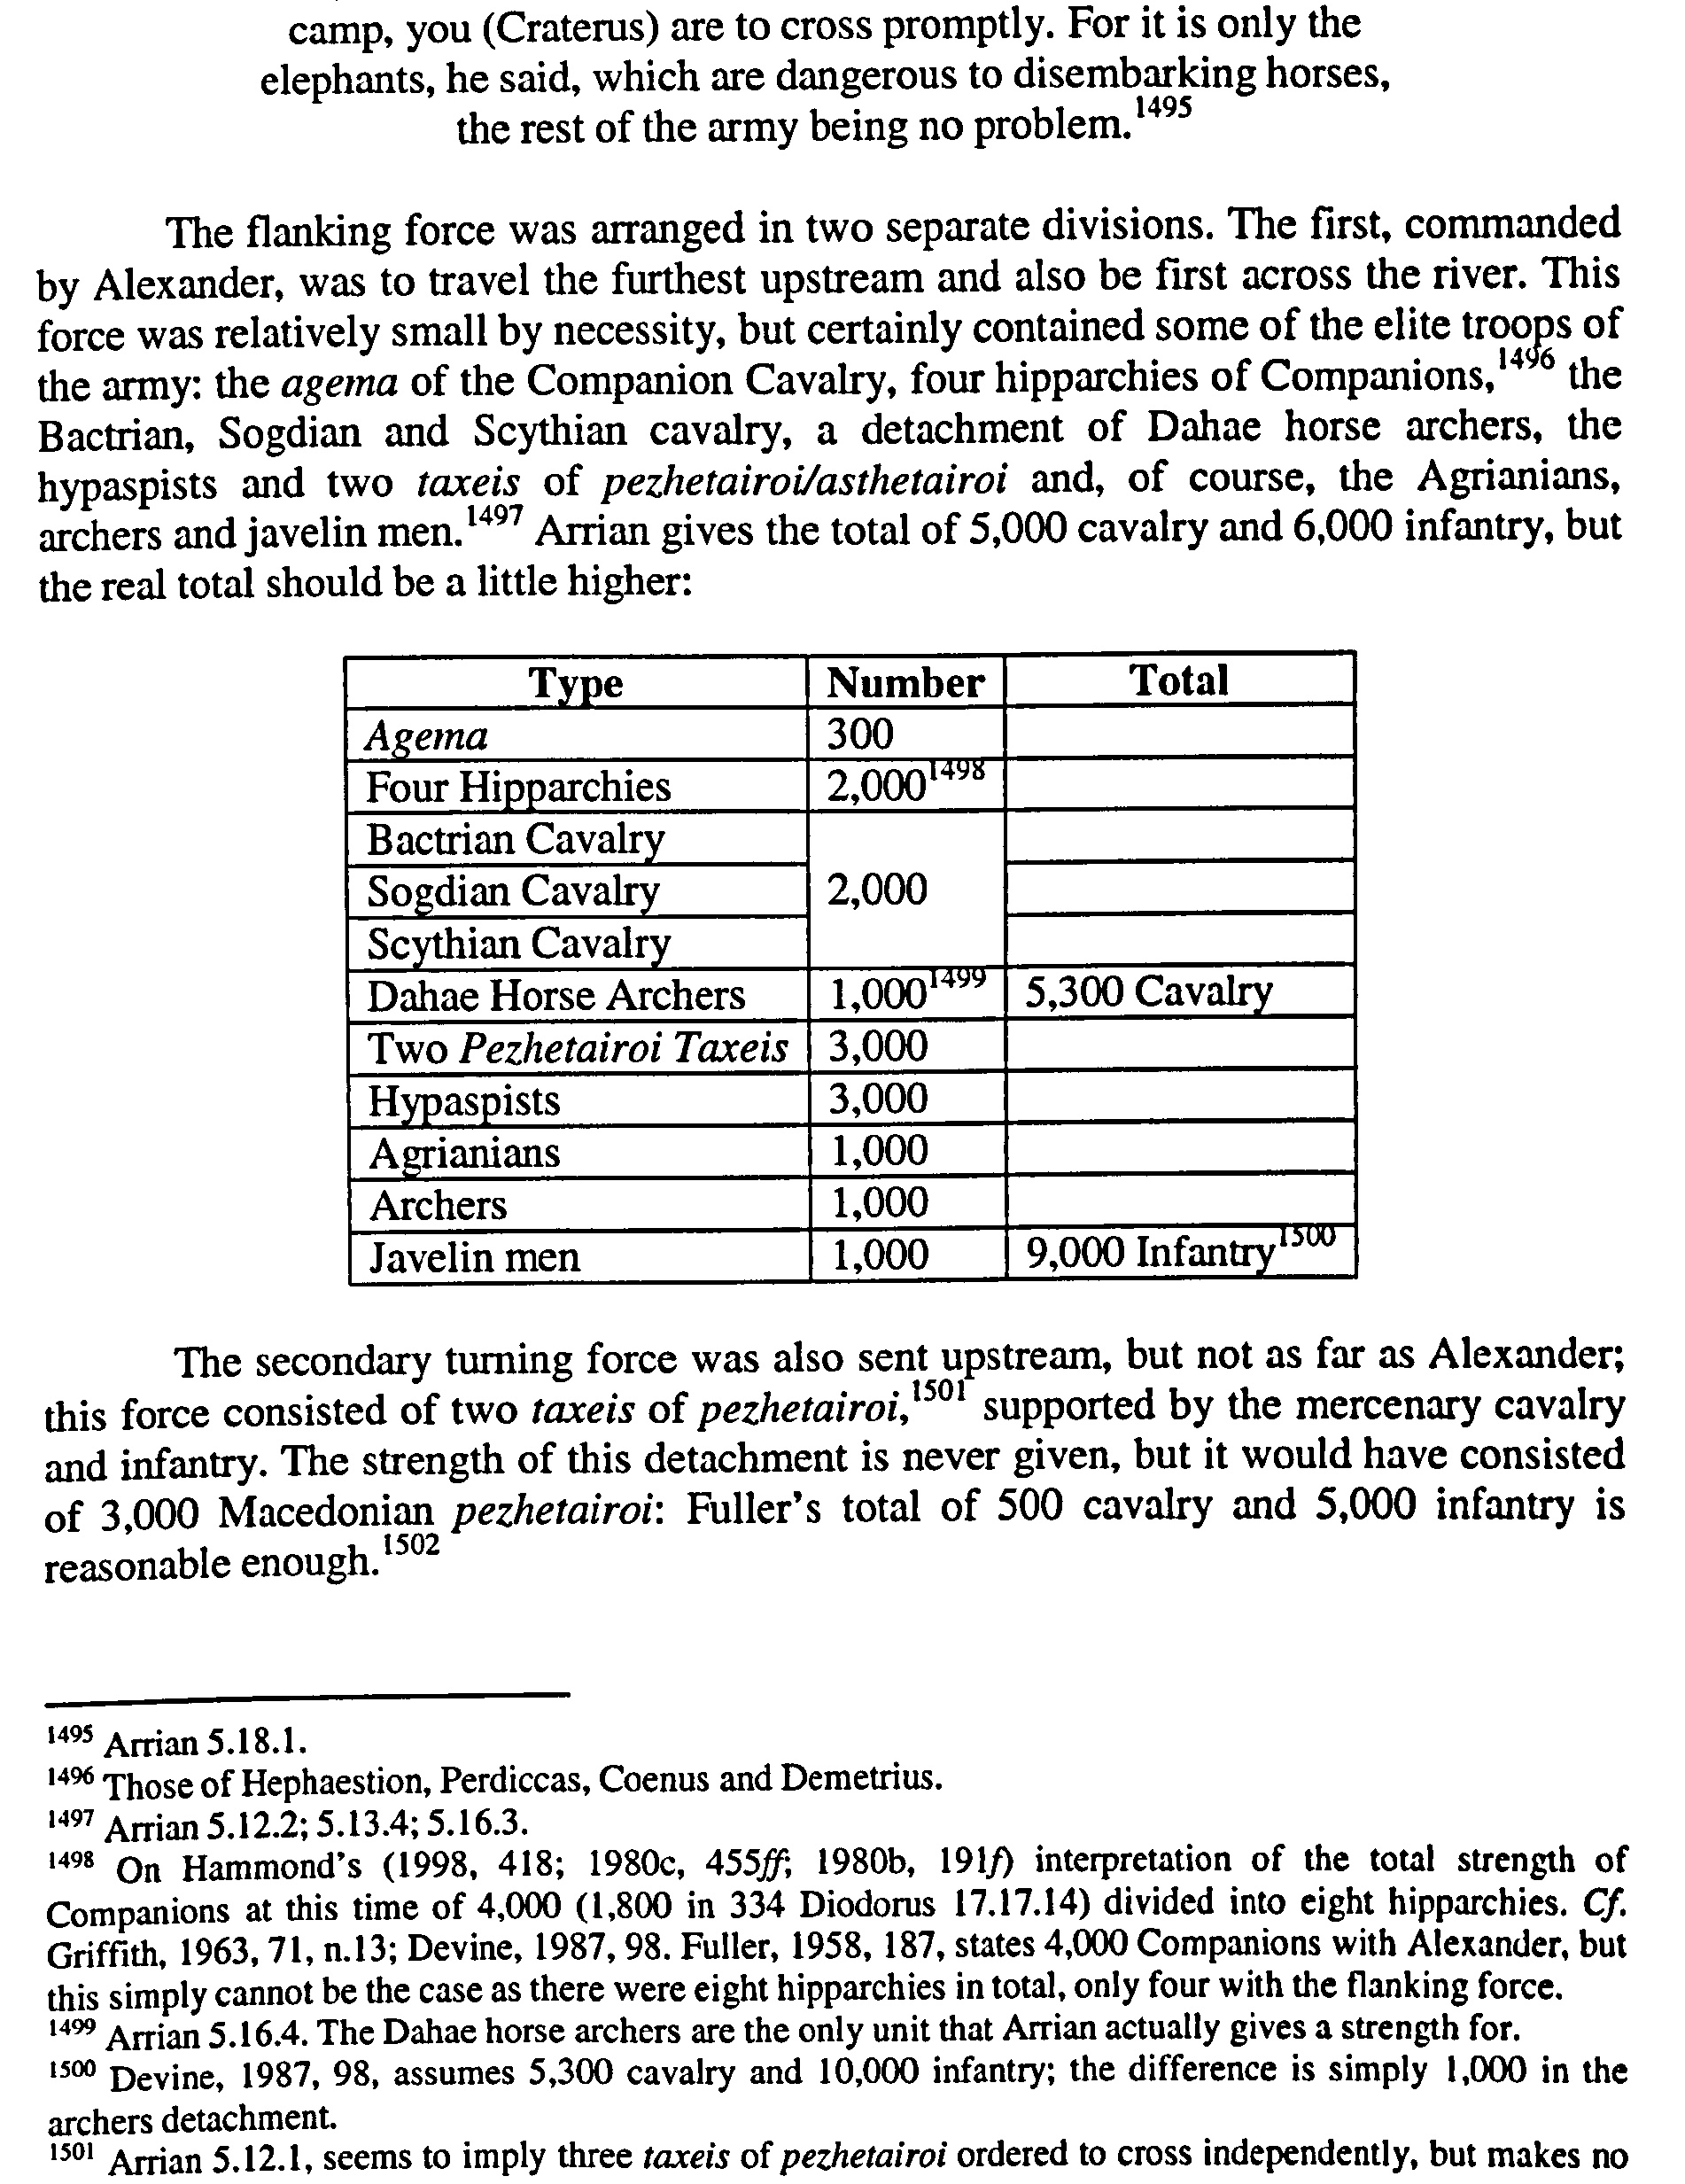 camp, you (Craterus) are to cross promptly. For it is only the
elephants, he said, which are dangerous to disembarking horses,
the rest of the army being no problem.1495
The flanking force was arranged in two separate divisions. The first, commanded
by Alexander, was to travel the furthest upstream and also be first across the river. This
force was relatively small by necessity, but certainly contained some of the elite troops of
the army: the agema of the Companion Cavalry, four hipparchies of Companions,1496 the
Bactrian, Sogdian and Scythian cavalry, a detachment of Dahae horse archers, the
hypaspists and two taxeis of pezhetairoi/asthetairoi and, of course, the Agrianians,
archers and javelin men.1497 Arrian gives the total of 5,000 cavalry and 6,000 infantry, but
the real total should be a little higher:
Type Number Total
Agema 300
Four Hipparchies 2,0001498
Bactrian Cavalry
Sogdian Cavalry 2,000
Scythian Cavalry
Dahae Horse Archers 1,0001499 5,300 Cavalry
Two Pezhetairoi Taxeis 3,000
Hypaspists 3,000
Agrianians 1,000
Archers 1,000
Javelin men 1,000 9,000 Infantry1500
The secondary turning force was also sent upstream, but not as far as Alexander;
this force consisted of two taxeis of pezhetairoi,1501 supported by the mercenary cavalry
and infantry. The strength of this detachment is never given, but it would have consisted
of 3,000 Macedonian pezhetairoi: Fuller's total of 500 cavalry and 5,000 infantry is
reasonable enough.1502
1495 Arrian 5.18.1.
1496 Those of Hephaestion, Perdiccas, Coenus and Demetrius.
1497 Arrian 5.12.2; 5.13.4; 5.16.3.
1498 On Hammond's (1998, 418; 1980c, 455ff; 1980b, 191f) interpretation of the total strength of
Companions at this time of 4,000 (1,800 in 334 Diodorus 17.17.14) divided into eight hipparchies. Cf.
Griffith, 1963, 71, n.13; Devine, 1987, 98. Fuller, 1958, 187, states 4,000 Companions with Alexander, but
this simply cannot be the case as there were eight hipparchies in total, only four with the flanking force.
1499 Arrian 5.16.4. The Dahae horse archers are the only unit that Arrian actually gives a strength for.
1500 Devine, 1987, 98, assumes 5,300 cavalry and 10,000 infantry; the difference is simply 1,000 in the
archers detachment.
1501 Arrian 5.12.1, seems to imply three taxeis of pezhetairoi ordered to cross independently, but makes no